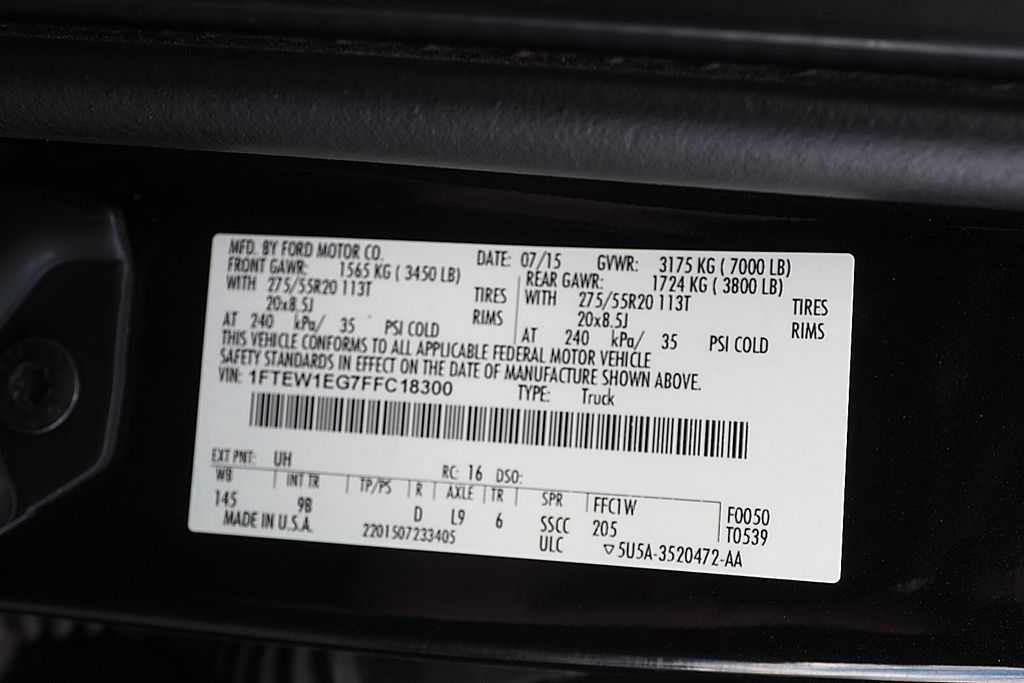 MFD. BY FORD MOTOR CO. DATE: 07/15 GVWR: 3175 KG ( 7000 LB)
FRONT GAWR: 1565 KG ( 3450 LB) REAR GAWR: 1724 KG ( 3800 LB)
WITH 275/55R20 113T TIRES WITH 275/55R20 113T TIRES
20x8.5J RIMS 20x8.5J RIMS
AT 240 kPa/ 35 PSI COLD AT 240 kPa/ 35 PSI COLD
THIS VEHICLE CONFORMS TO ALL APPLICABLE FEDERAL MOTOR VEHICLE
SAFETY STANDARDS IN EFFECT ON THE DATE OF MANUFACTURE SHOWN ABOVE.
VIN: 1FTEW1EG7FFC18300 TYPE: Truck
EXT PNT: UH RC: 16 DSO:
WB INT TR TP/PS R AXLE TR SPR FFC1W F0050
145 9B D L9 6 SSCC 205 T0539
MADE IN U.S.A. 2201507233405 ULC ▽5U5A-3520472-AA